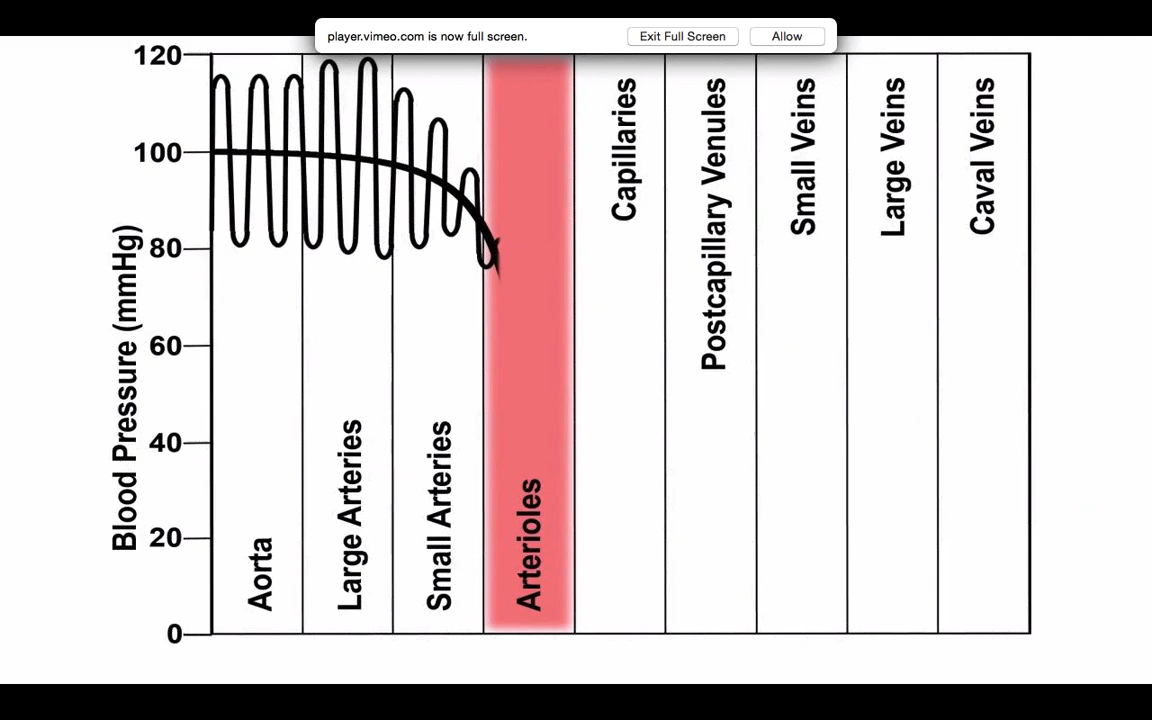 player.vimeo.com is now full screen.
Exit Full Screen
Allow
120
100
80
60
40
20
0
Blood Pressure (mmHg)
Aorta
Large Arteries
Small Arteries
Arterioles
Capillaries
Postcapillary Venules
Small Veins
Large Veins
Caval Veins